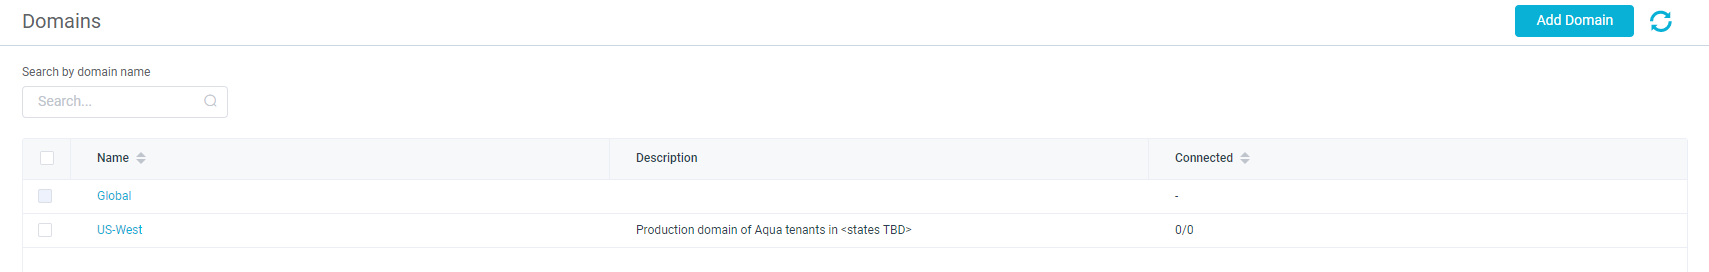 Domains
Add Domain
Search by domain name
Search...
Name Description Connected
Global -
US-West Production domain of Aqua tenants in <states TBD> 0/0